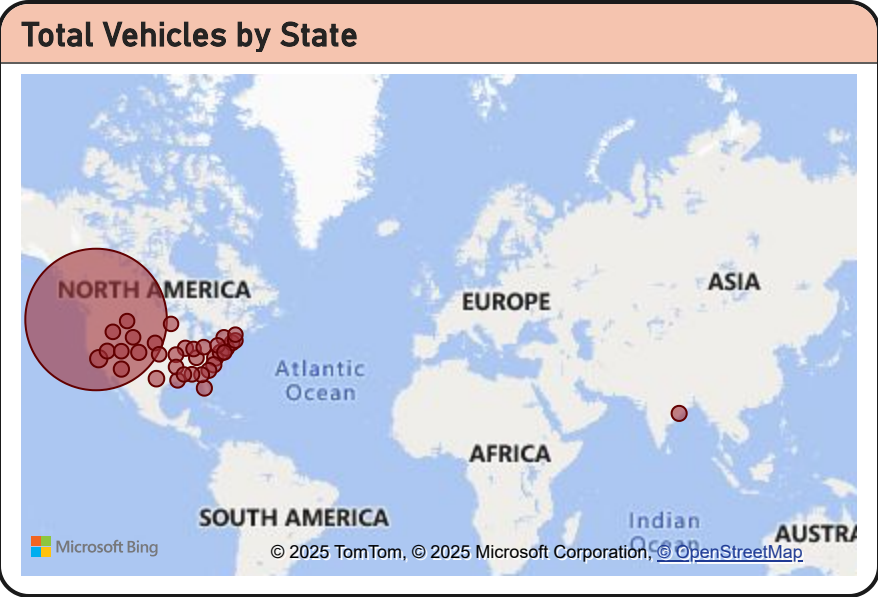 Total Vehicles by State
NORTH AMERICA
EUROPE
ASIA
Atlantic
Ocean
AFRICA
SOUTH AMERICA
Indian
Ocean
AUSTRA
Microsoft Bing
© 2025 TomTom, © 2025 Microsoft Corporation, © OpenStreetMap